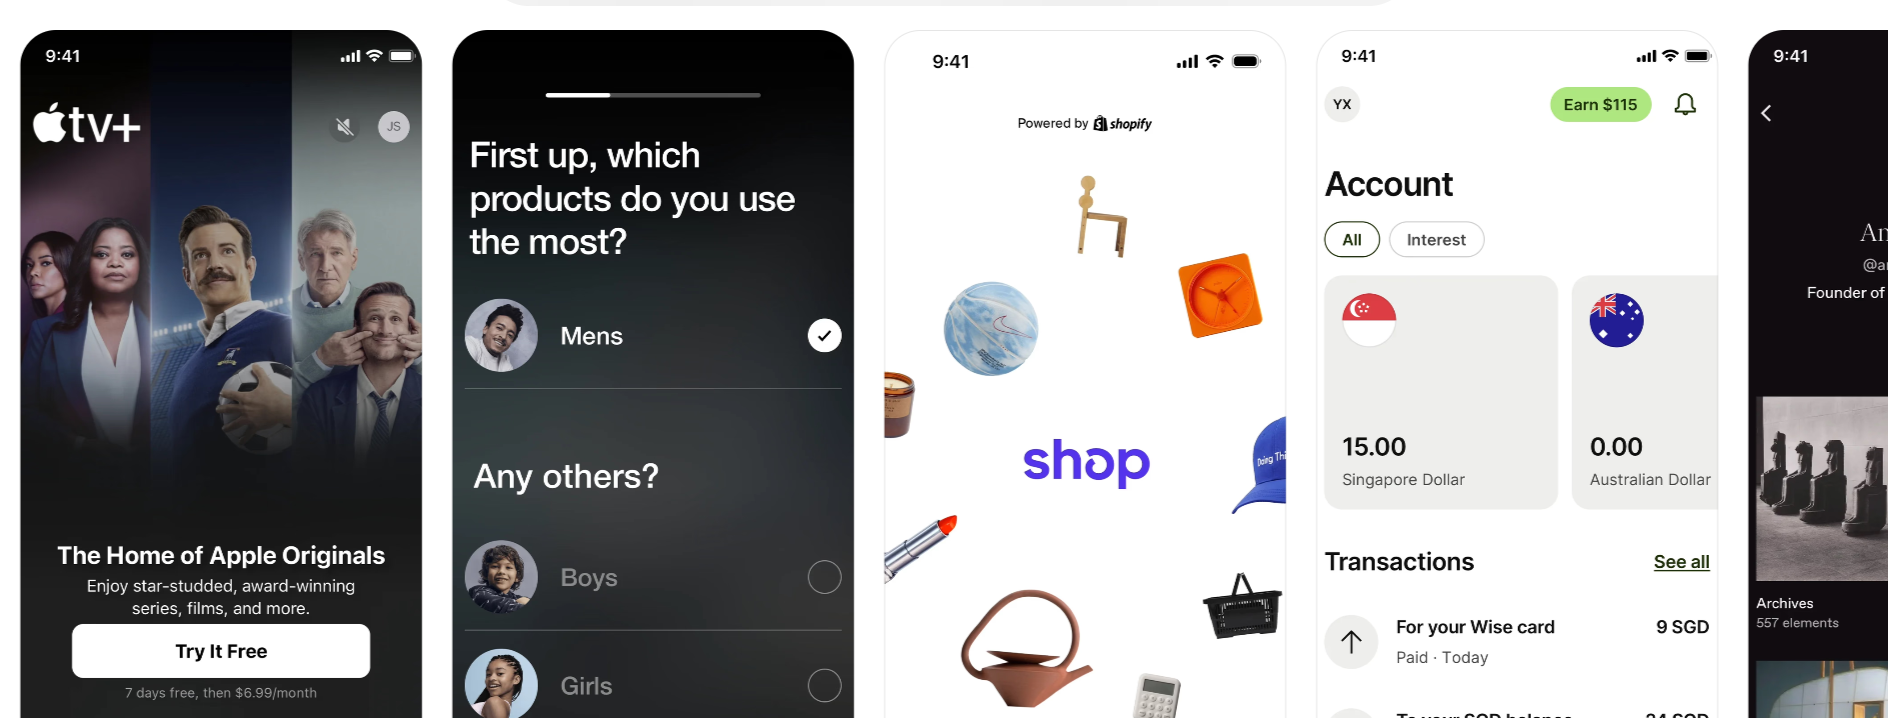 9:41
tv+
JS
The Home of Apple Originals
Enjoy star-studded, award-winning
series, films, and more.
Try It Free
7 days free, then $6.99/month
First up, which
products do you use
the most?
Mens
Any others?
Boys
Girls
9:41
Powered by shopify
Doing Thi
shop
9:41
YX
Earn $115
Account
All
Interest
15.00
Singapore Dollar
0.00
Australian Dollar
Transactions
See all
For your Wise card
9 SGD
Paid · Today
9:41
@a
Founder of
Archives
557 elements